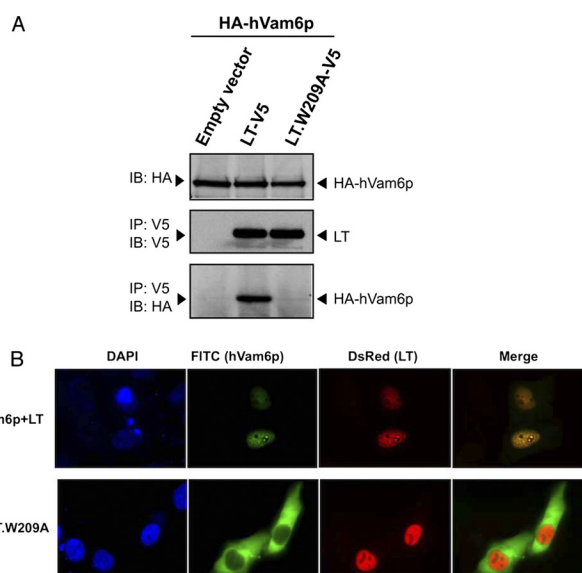 A
HA-hVam6p
Empty vector
LT-V5
LT.W209A-V5
IB: HA
HA-hVam6p
IP: V5
IB: V5
LT
IP: V5
IB: HA
HA-hVam6p
B
DAPI FITC (hVam6p) DsRed (LT) Merge
m6p+LT
T.W209A